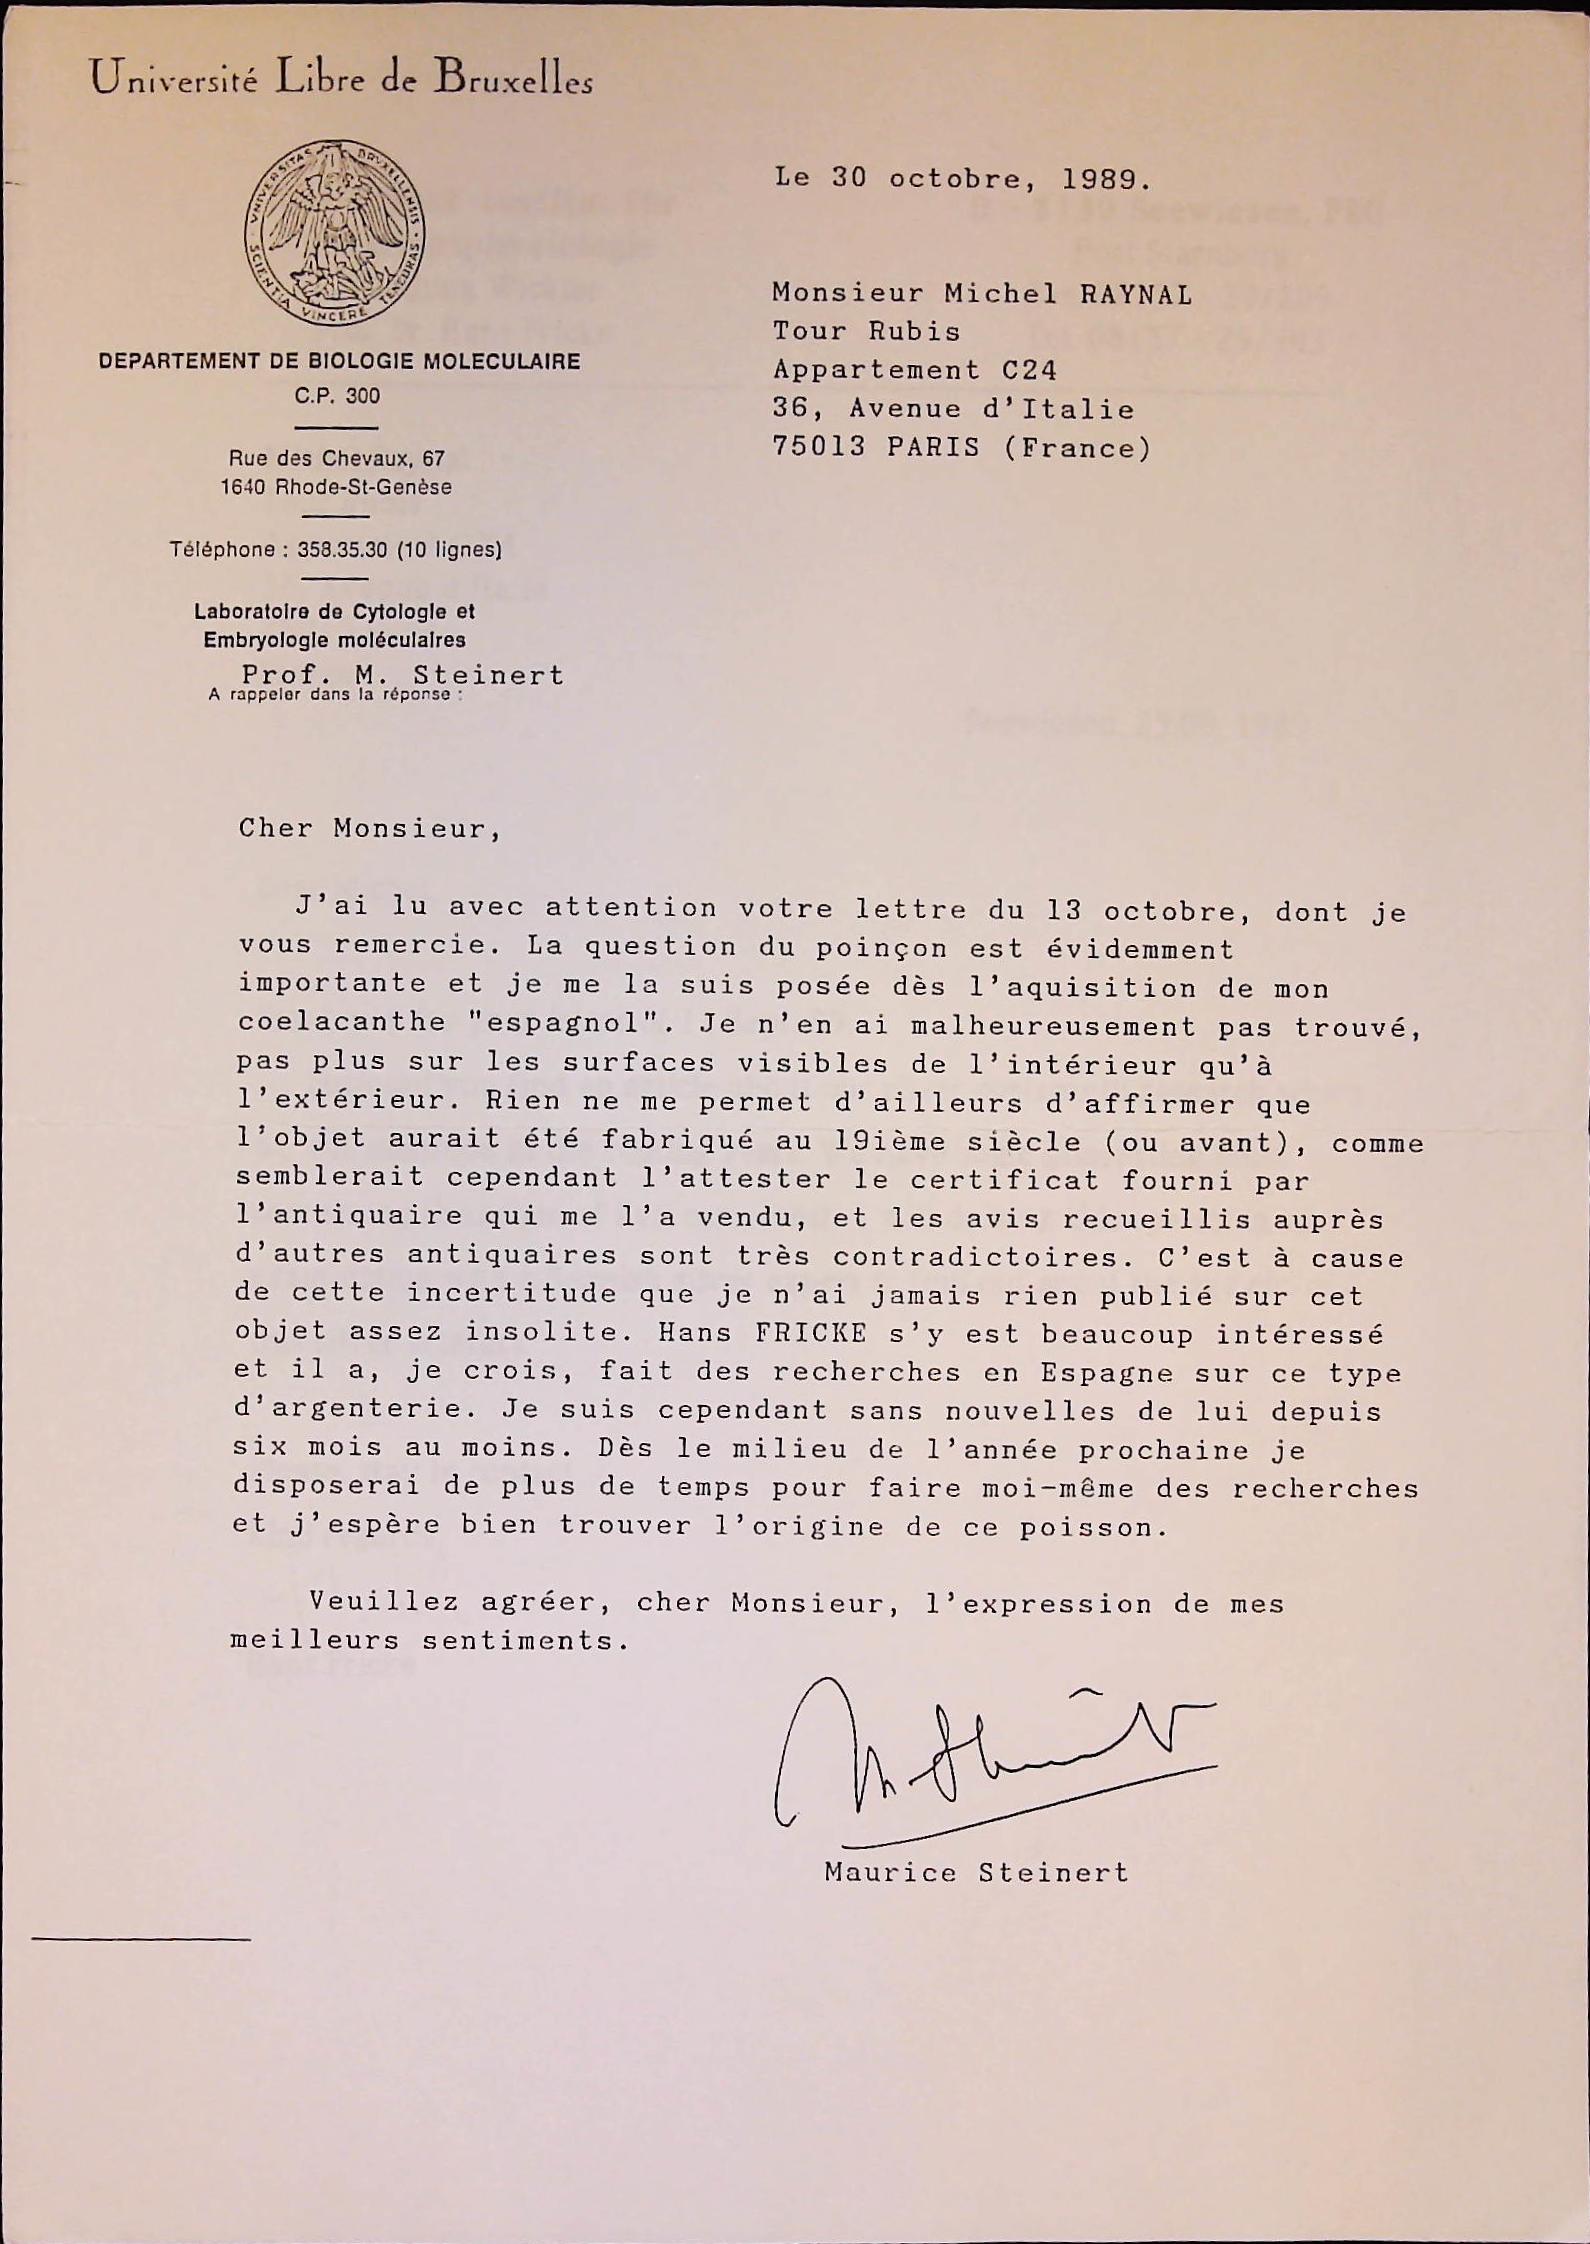 Université Libre de Bruxelles
UNIVERSITAS BRUXELLENSIS · SCIENTIA VINCERE TENEBRAS ·
DEPARTEMENT DE BIOLOGIE MOLECULAIRE
C.P. 300
Rue des Chevaux, 67
1640 Rhode-St-Genèse
Téléphone : 358.35.30 (10 lignes)
Laboratoire de Cytologie et
Embryologie moléculaires
Prof. M. Steinert
A rappeler dans la réponse :
Le 30 octobre, 1989.
Monsieur Michel RAYNAL
Tour Rubis
Appartement C24
36, Avenue d'Italie
75013 PARIS (France)
Cher Monsieur,
J'ai lu avec attention votre lettre du 13 octobre, dont je
vous remercie. La question du poinçon est évidemment
importante et je me la suis posée dès l'aquisition de mon
coelacanthe "espagnol". Je n'en ai malheureusement pas trouvé,
pas plus sur les surfaces visibles de l'intérieur qu'à
l'extérieur. Rien ne me permet d'ailleurs d'affirmer que
l'objet aurait été fabriqué au 19ième siècle (ou avant), comme
semblerait cependant l'attester le certificat fourni par
l'antiquaire qui me l'a vendu, et les avis recueillis auprès
d'autres antiquaires sont très contradictoires. C'est à cause
de cette incertitude que je n'ai jamais rien publié sur cet
objet assez insolite. Hans FRICKE s'y est beaucoup intéressé
et il a, je crois, fait des recherches en Espagne sur ce type
d'argenterie. Je suis cependant sans nouvelles de lui depuis
six mois au moins. Dès le milieu de l'année prochaine je
disposerai de plus de temps pour faire moi-même des recherches
et j'espère bien trouver l'origine de ce poisson.
Veuillez agréer, cher Monsieur, l'expression de mes
meilleurs sentiments.
M. Steinert
Maurice Steinert